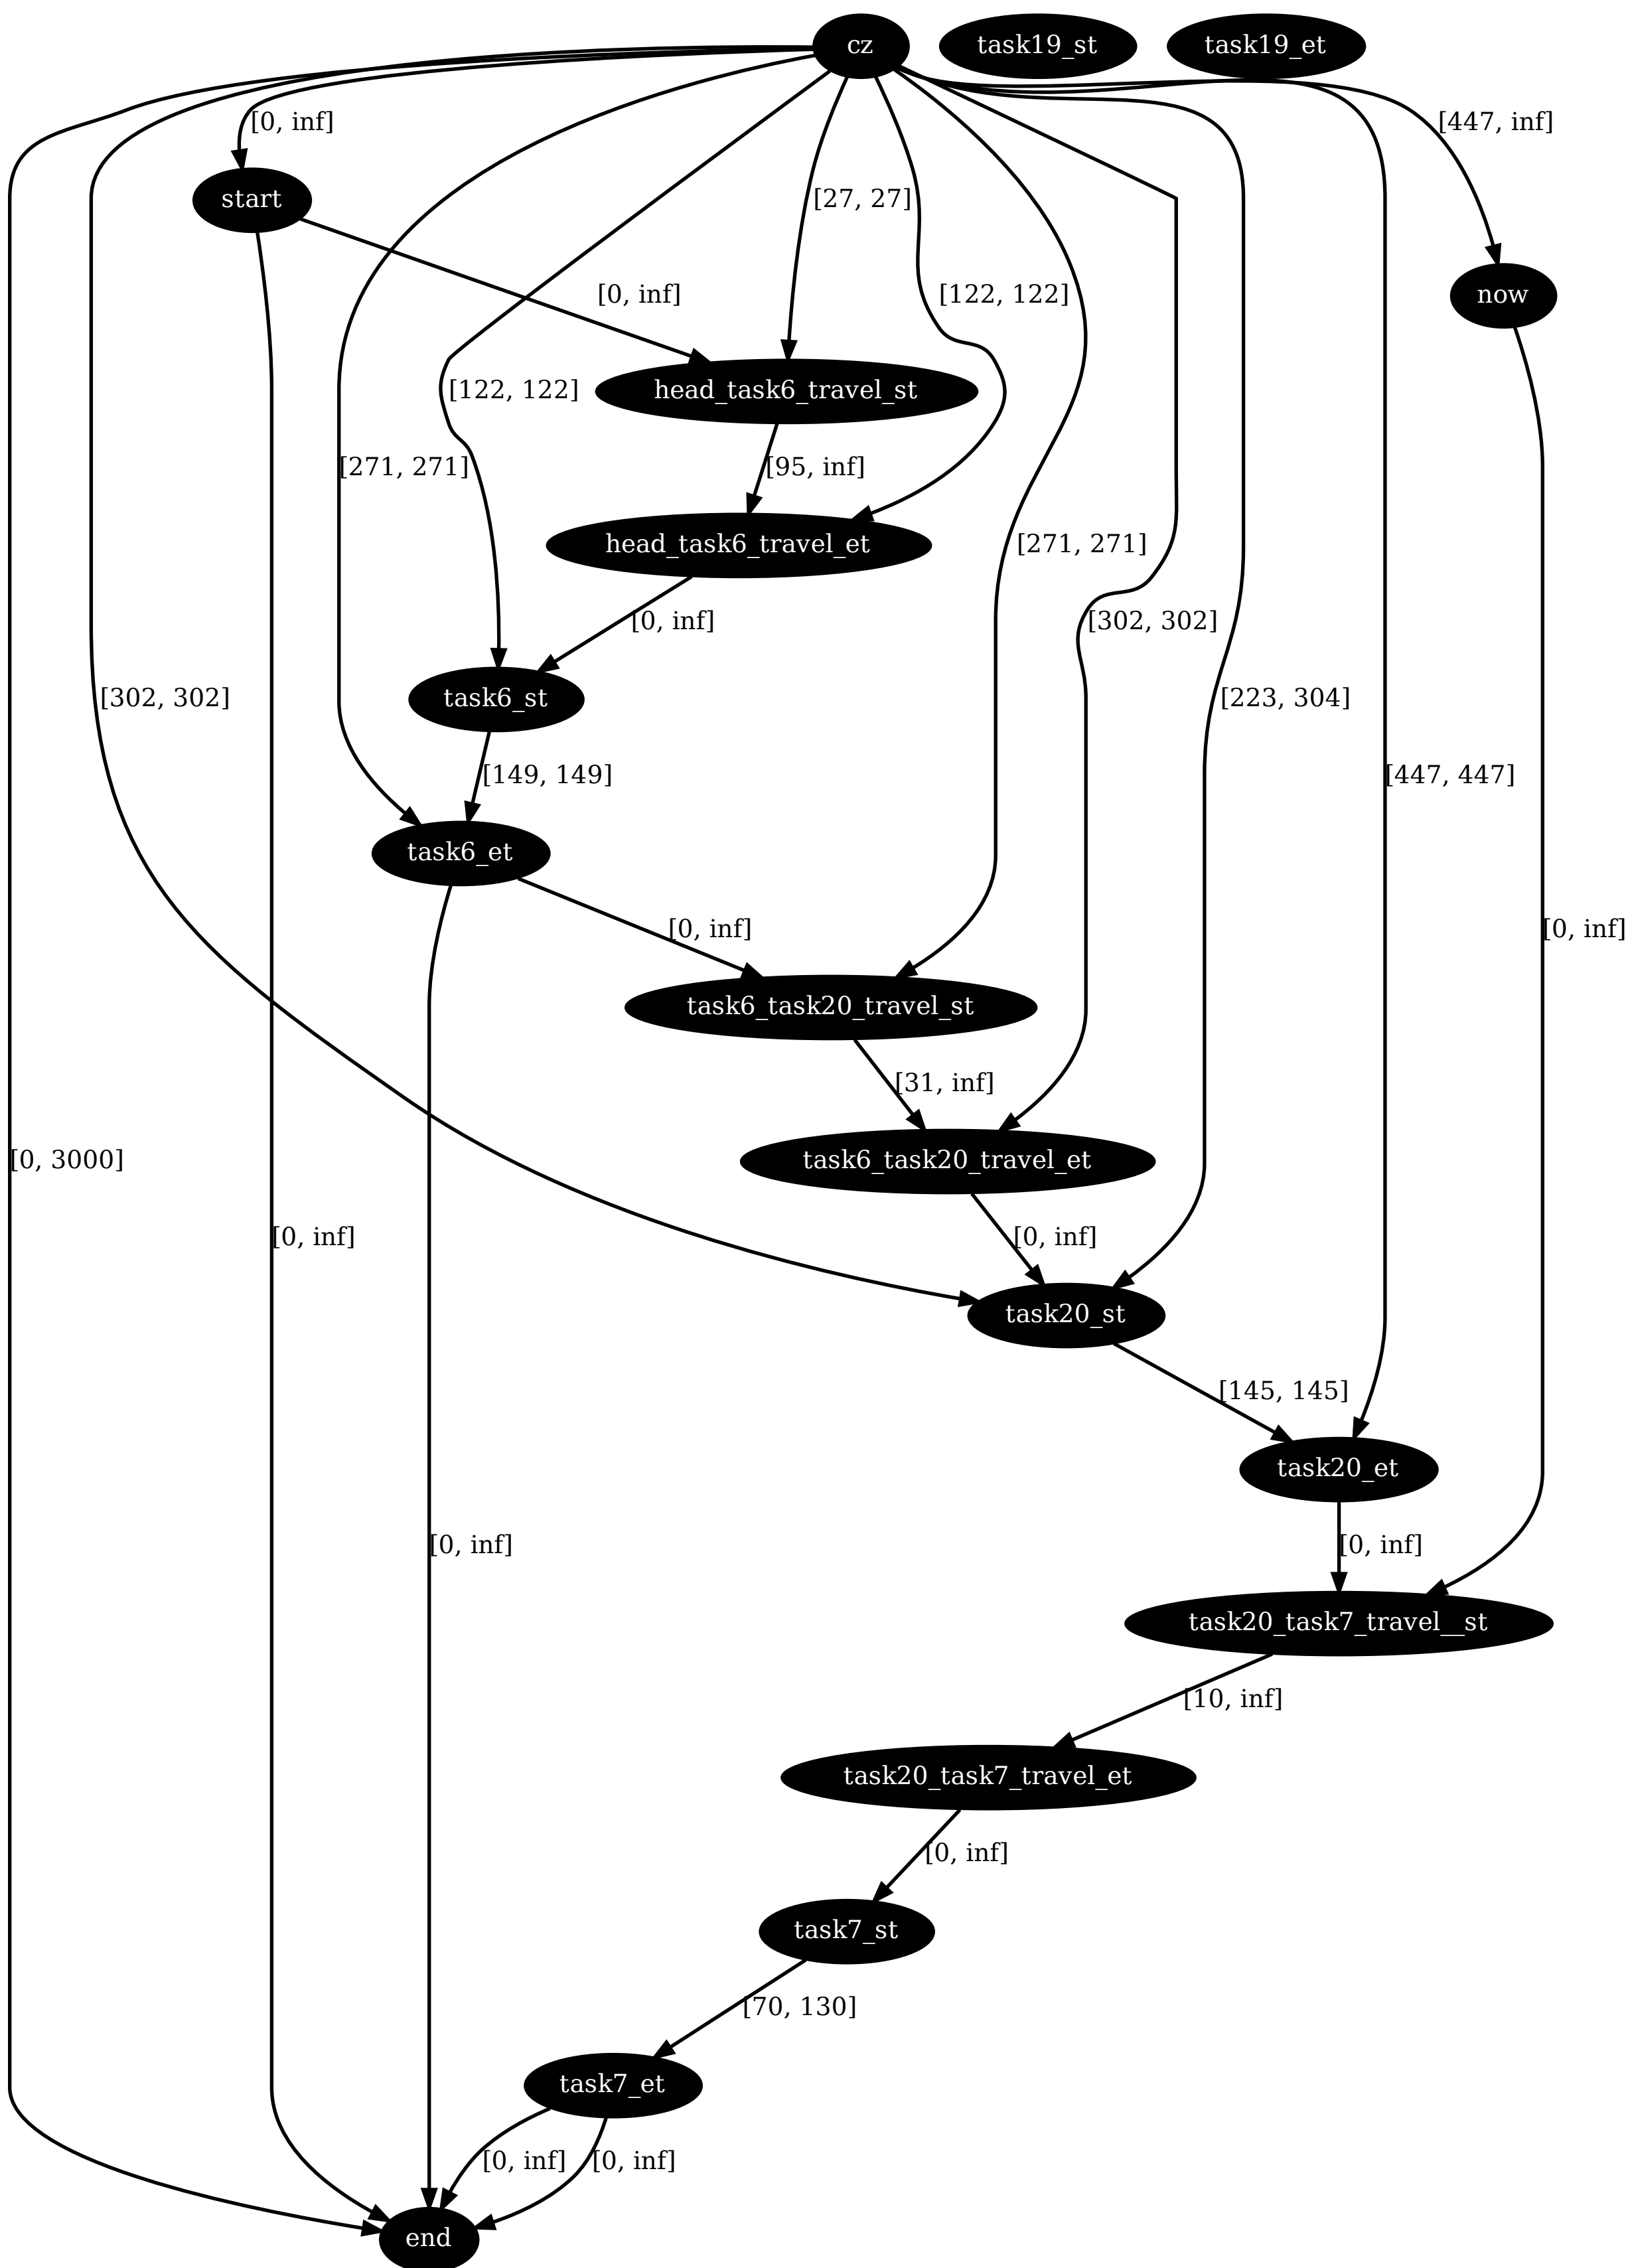 cz
task19_st
task19_et
[0, inf]
[447, inf]
start
[27, 27]
[0, inf]
[122, 122]
now
[122, 122]
head_task6_travel_st
[271, 271]
[95, inf]
head_task6_travel_et
[271, 271]
[0, inf]
[302, 302]
[302, 302]
task6_st
[223, 304]
[149, 149]
[447, 447]
task6_et
[0, inf]
[0, inf]
task6_task20_travel_st
[31, inf]
[0, 3000]
task6_task20_travel_et
[0, inf]
[0, inf]
task20_st
[145, 145]
task20_et
[0, inf]
[0, inf]
task20_task7_travel__st
[10, inf]
task20_task7_travel_et
[0, inf]
task7_st
[70, 130]
task7_et
[0, inf]
[0, inf]
end